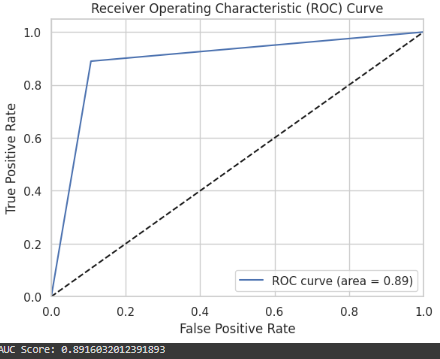 Receiver Operating Characteristic (ROC) Curve
1.0
0.8
0.6
0.4
0.2
0.0
True Positive Rate
ROC curve (area = 0.89)
0.0 0.2 0.4 0.6 0.8 1.0
False Positive Rate
AUC Score: 0.8916032012391893